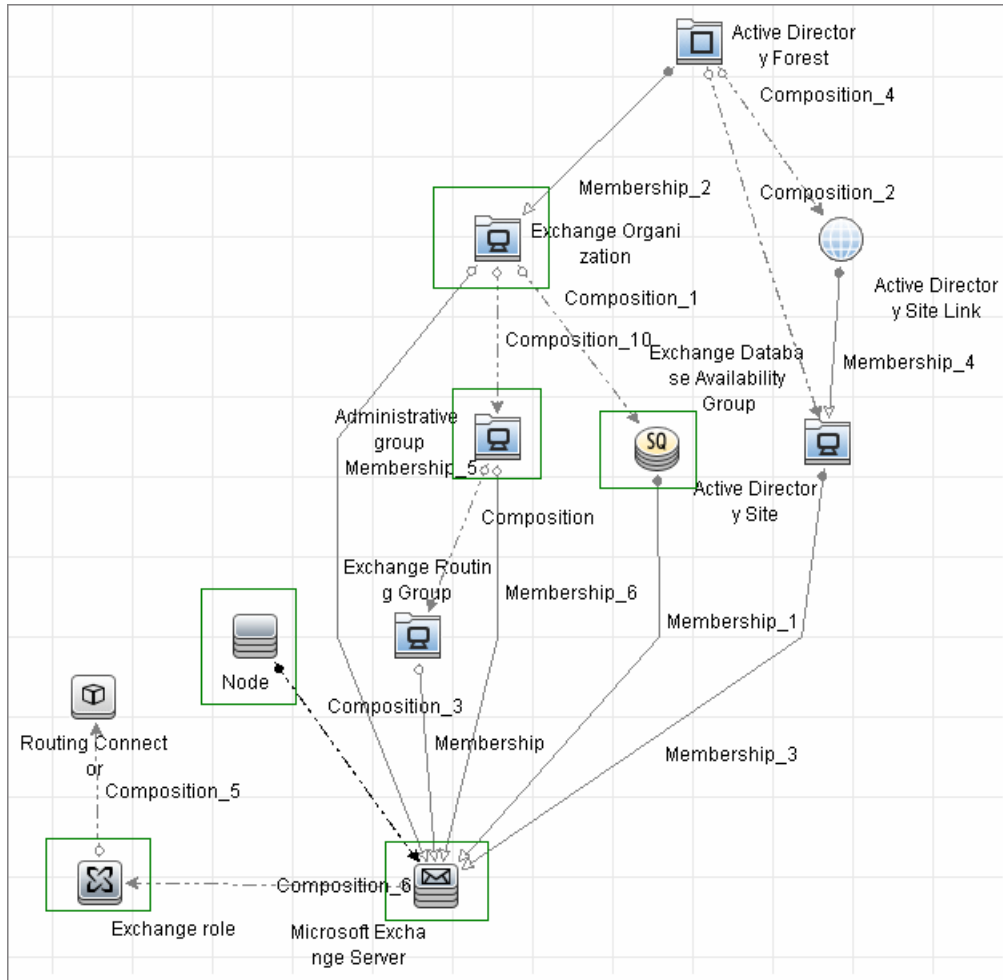 Active Director
y Forest
Composition_4
Membership_2
Composition_2
Exchange Organi
zation
Active Director
y Site Link
Composition_1
Composition_10
Exchange Databa
se Availability
Group
Membership_4
Administrative
group
SQ
Membership_5
Active Director
y Site
Composition
Exchange Routin
g Group
Membership_6
Membership_1
Node
Composition_3
Routing Connect
or
Membership
Membership_3
Composition_5
Composition_6
Exchange role
Microsoft Excha
nge Server